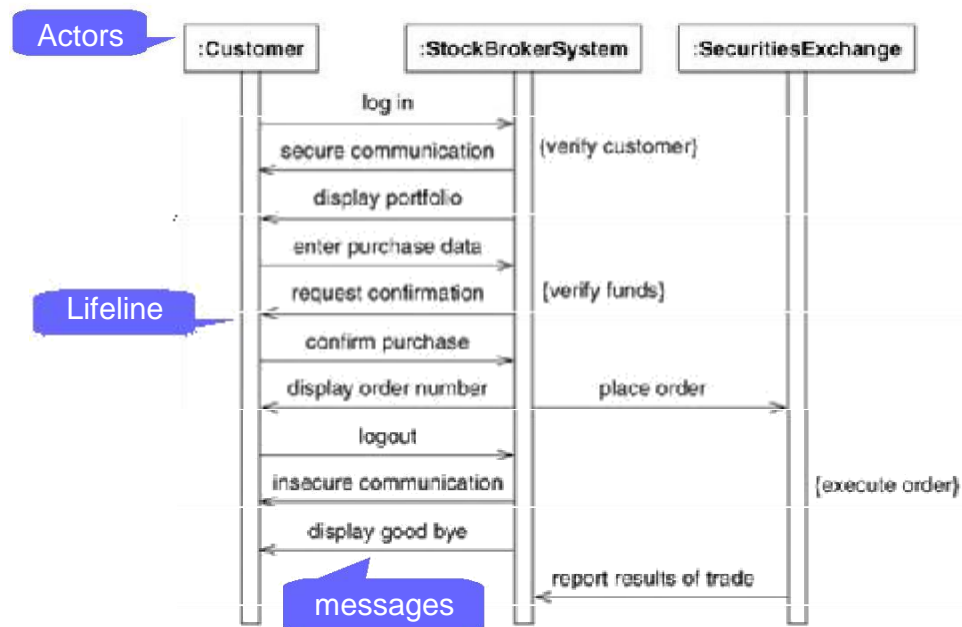 Actors
:Customer
:StockBrokerSystem
:SecuritiesExchange
log in
secure communication
{verify customer}
display portfolio
enter purchase data
request confirmation
{verify funds}
Lifeline
confirm purchase
display order number
place order
logout
insecure communication
{execute order}
display good bye
report results of trade
messages